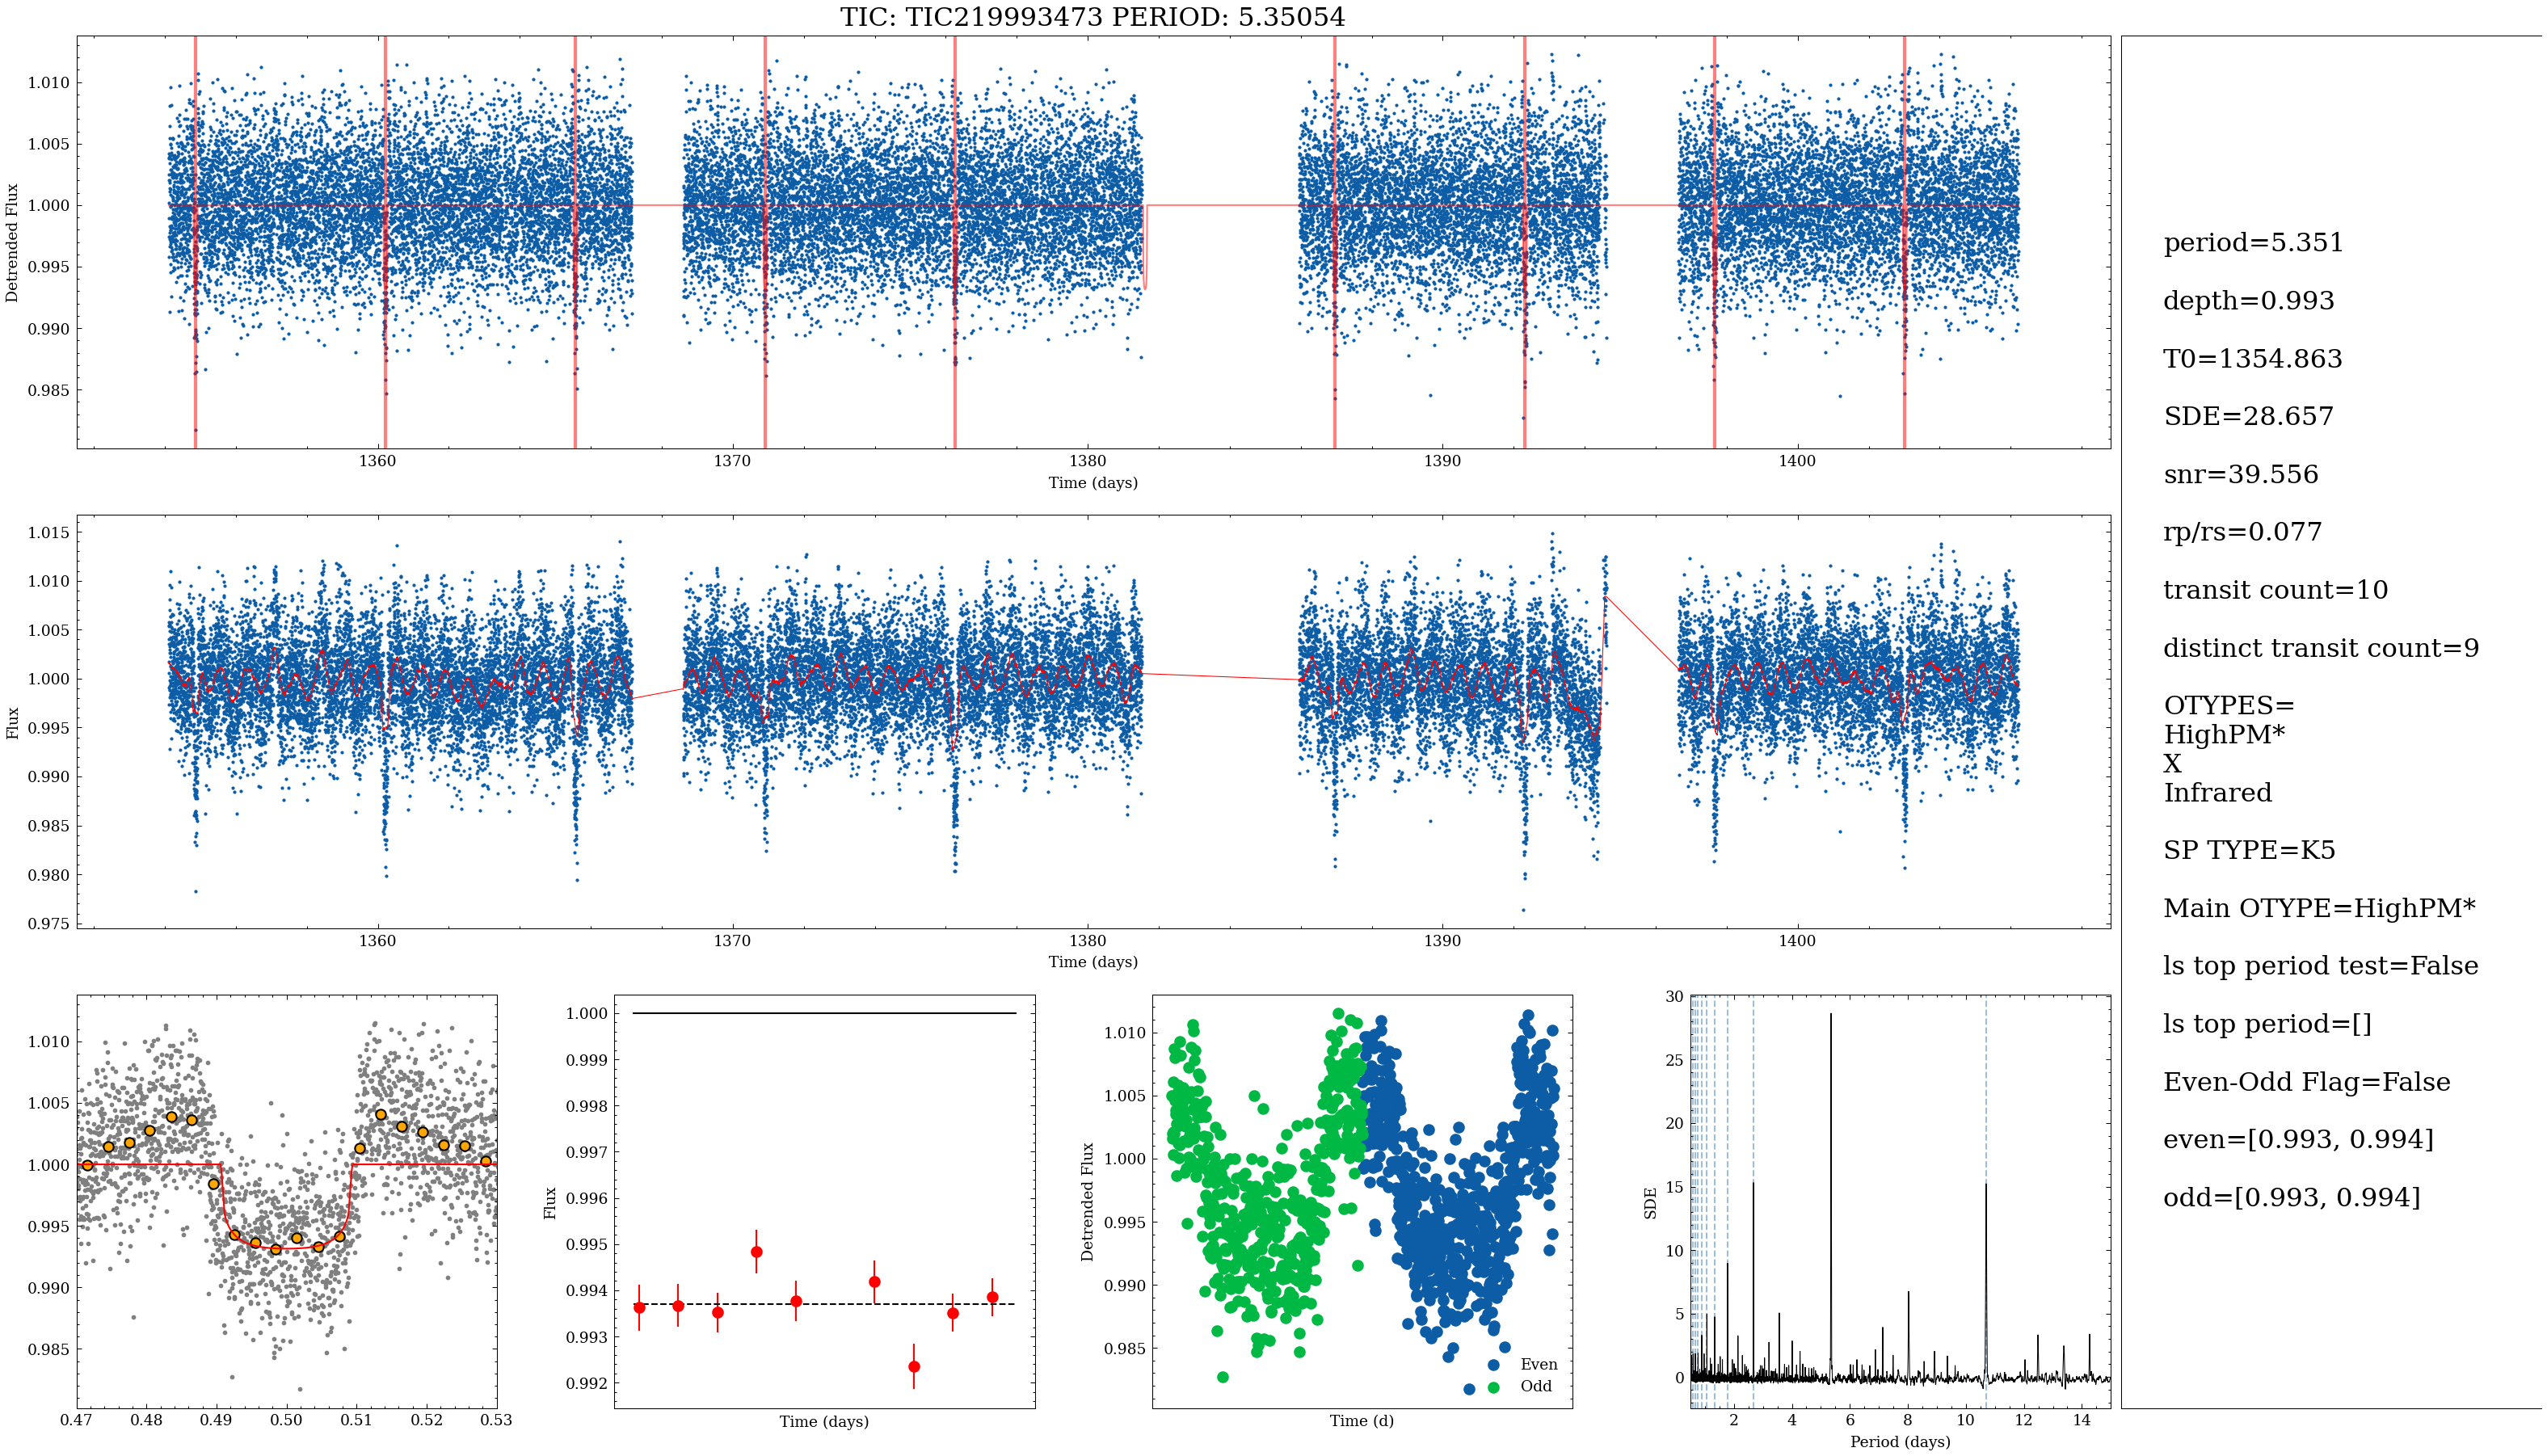 TIC: TIC219993473 PERIOD: 5.35054
1.010
1.005
1.000
0.995
0.990
0.985
Detrended Flux
1360
1370
1380
1390
1400
Time (days)
1.015
1.010
1.005
1.000
0.995
0.990
0.985
0.980
0.975
Flux
1360
1370
1380
1390
1400
Time (days)
1.010
1.005
1.000
0.995
0.990
0.985
0.47
0.48
0.49
0.50
0.51
0.52
0.53
1.000
0.999
0.998
0.997
0.996
0.995
0.994
0.993
0.992
Flux
Time (days)
1.010
1.005
1.000
0.995
0.990
0.985
Detrended Flux
Even
Odd
Time (d)
30
25
20
15
10
5
0
SDE
2
4
6
8
10
12
14
Period (days)
period=5.351
depth=0.993
T0=1354.863
SDE=28.657
snr=39.556
rp/rs=0.077
transit count=10
distinct transit count=9
OTYPES=
HighPM*
X
Infrared
SP TYPE=K5
Main OTYPE=HighPM*
ls top period test=False
ls top period=[]
Even-Odd Flag=False
even=[0.993, 0.994]
odd=[0.993, 0.994]